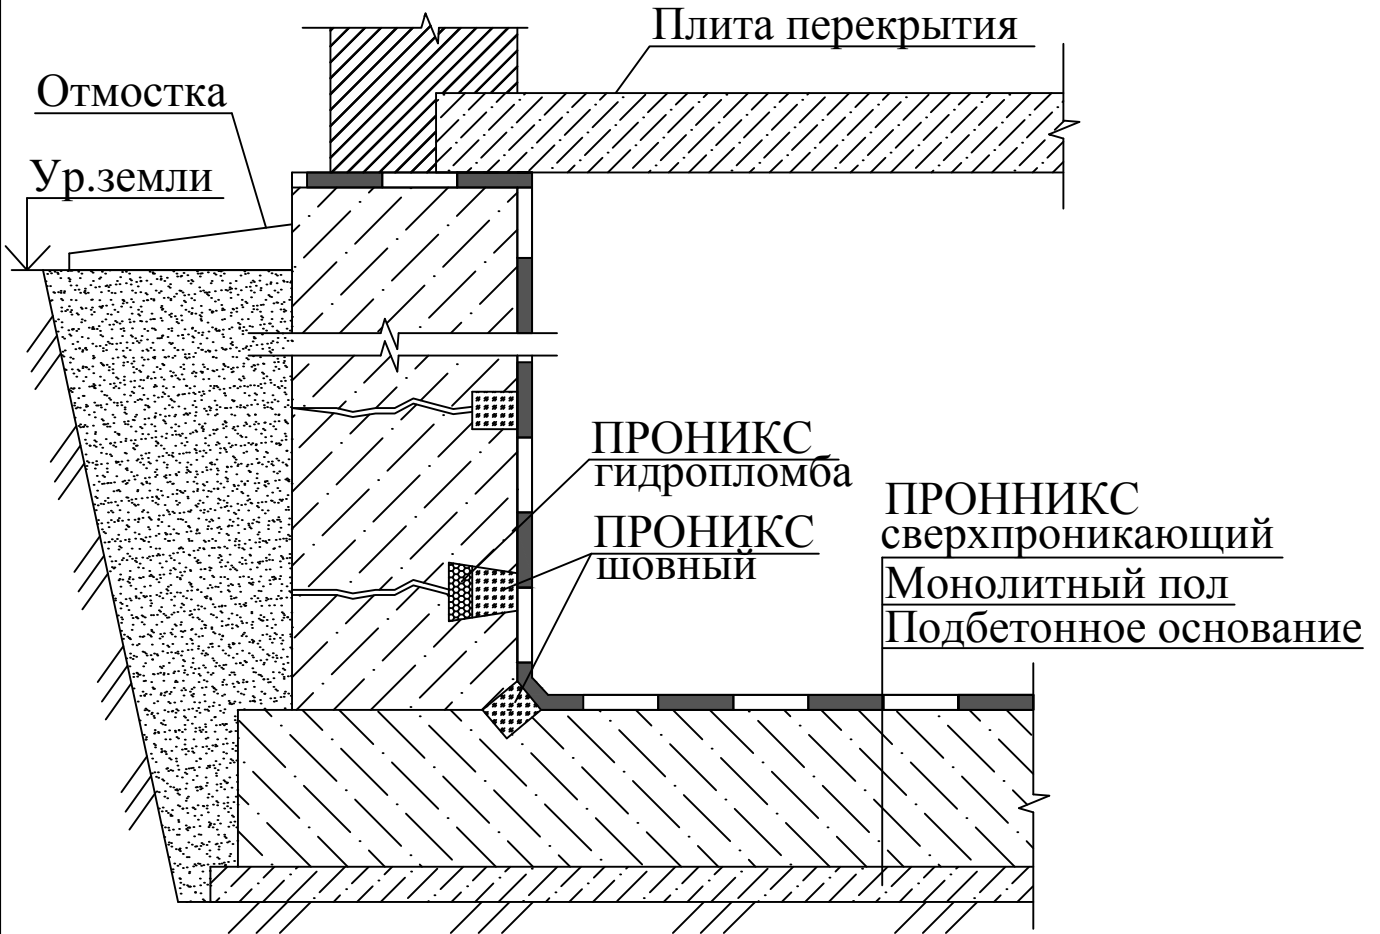 Плита перекрытия
Отмостка
Ур.земли
ПРОНИКС
гидропломба
ПРОНИКС
шовный
ПРОННИКС
сверхпроникающий
Монолитный пол
Подбетонное основание